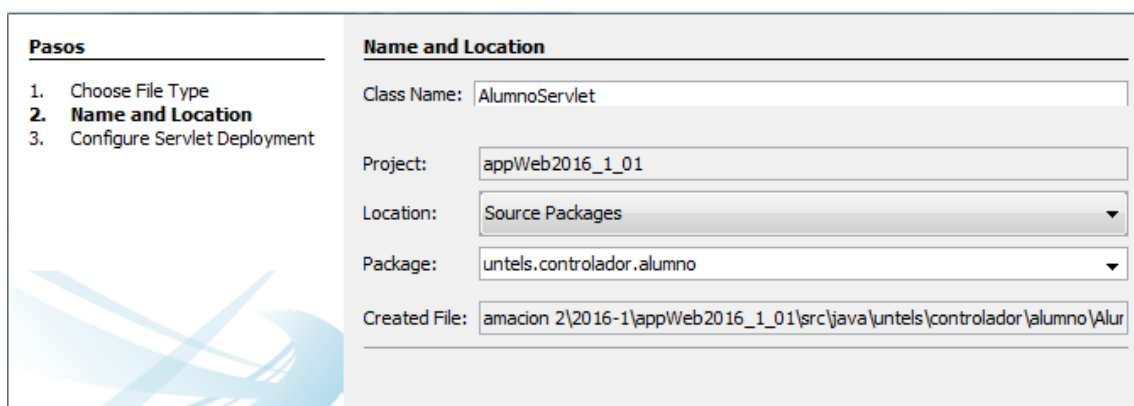 Pasos
1. Choose File Type
2. Name and Location
3. Configure Servlet Deployment
Name and Location
Class Name: AlumnoServlet
Project: appWeb2016_1_01
Location: Source Packages
Package: untels.controlador.alumno
Created File: amacion 2\2016-1\appWeb2016_1_01\src\java\untels\controlador\alumno\Alur